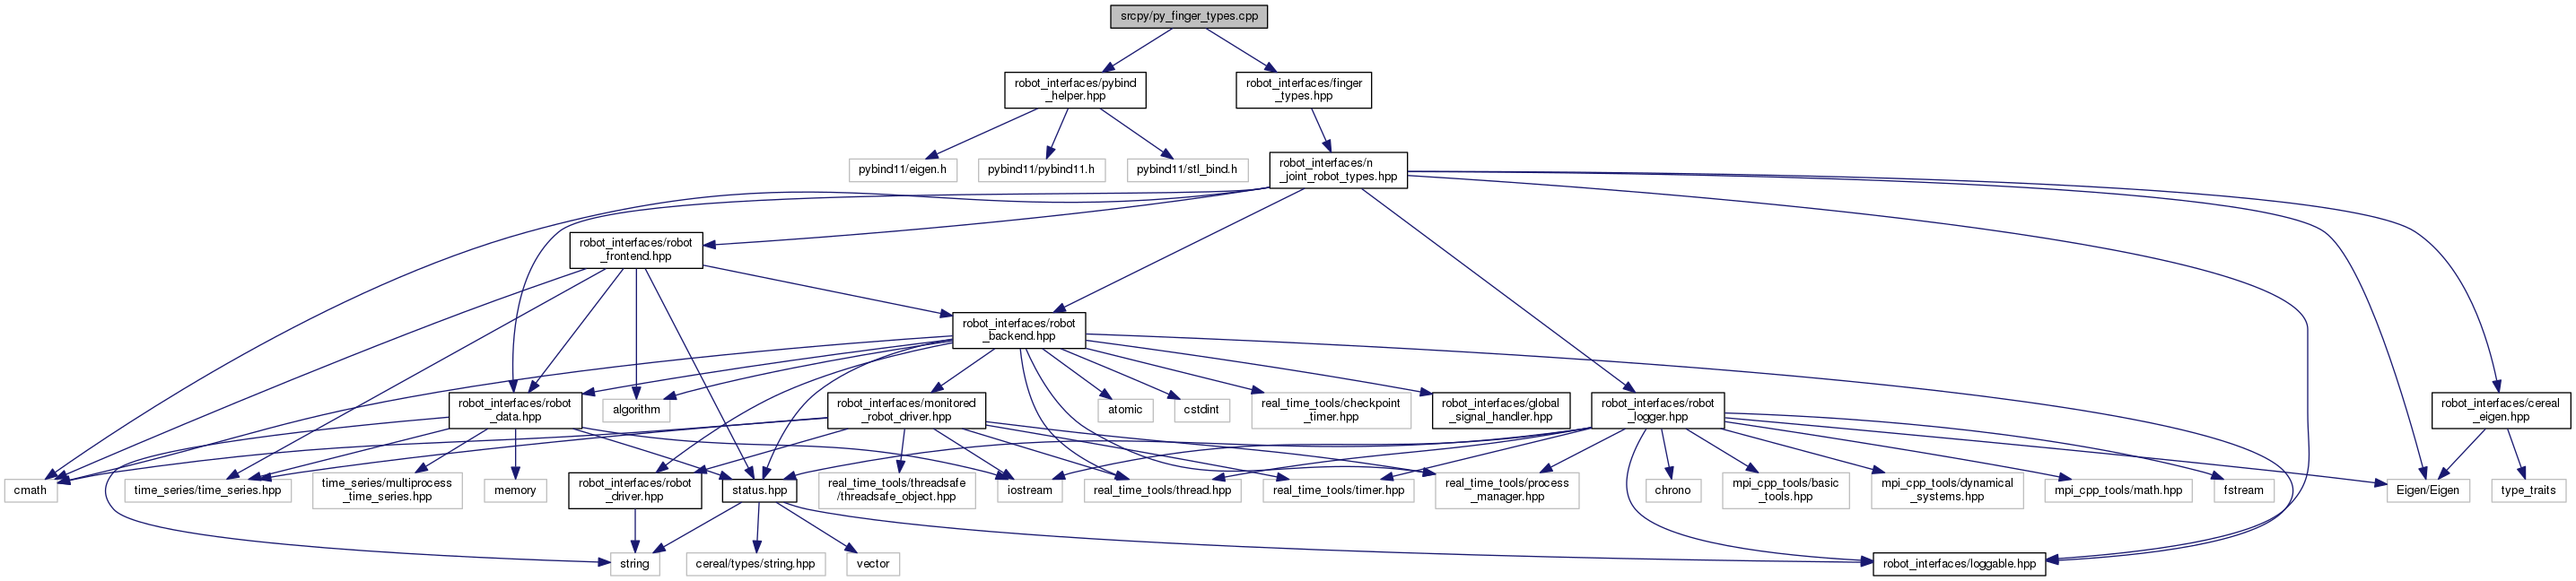 srcpy/py_finger_types.cpp
robot_interfaces/pybind
_helper.hpp
robot_interfaces/finger
_types.hpp
pybind11/eigen.h
pybind11/pybind11.h
pybind11/stl_bind.h
robot_interfaces/n
_joint_robot_types.hpp
robot_interfaces/robot
_frontend.hpp
robot_interfaces/robot
_backend.hpp
robot_interfaces/robot
_data.hpp
algorithm
robot_interfaces/monitored
_robot_driver.hpp
atomic
cstdint
real_time_tools/checkpoint
_timer.hpp
robot_interfaces/global
_signal_handler.hpp
robot_interfaces/robot
_logger.hpp
robot_interfaces/cereal
_eigen.hpp
cmath
time_series/time_series.hpp
time_series/multiprocess
_time_series.hpp
memory
robot_interfaces/robot
_driver.hpp
status.hpp
real_time_tools/threadsafe
/threadsafe_object.hpp
iostream
real_time_tools/thread.hpp
real_time_tools/timer.hpp
real_time_tools/process
_manager.hpp
chrono
mpi_cpp_tools/basic
_tools.hpp
mpi_cpp_tools/dynamical
_systems.hpp
mpi_cpp_tools/math.hpp
fstream
Eigen/Eigen
type_traits
string
cereal/types/string.hpp
vector
robot_interfaces/loggable.hpp